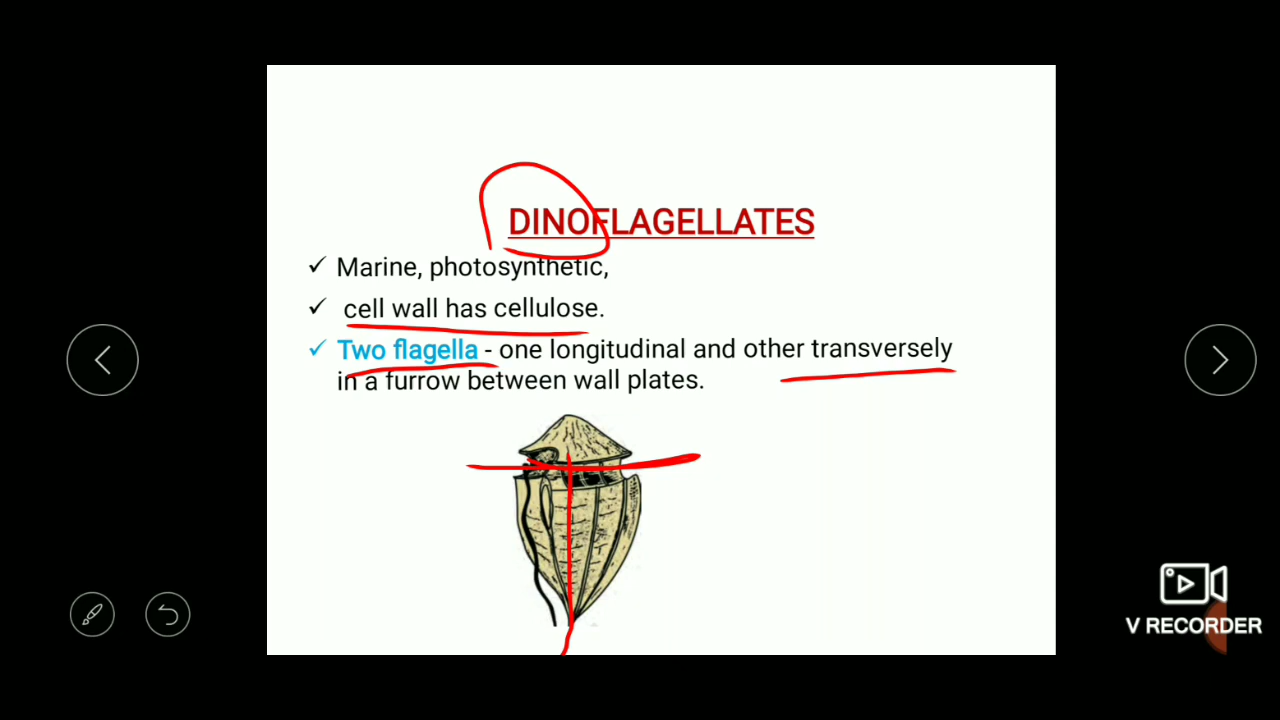 DINOFLAGELLATES
✓ Marine, photosynthetic,
✓ cell wall has cellulose.
✓ Two flagella - one longitudinal and other transversely
in a furrow between wall plates.
V RECORDER